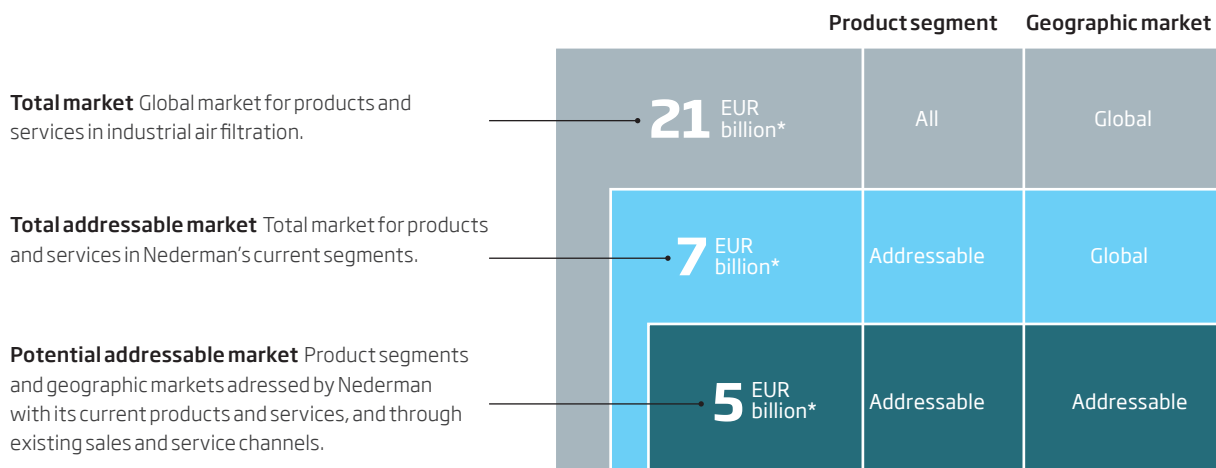 Product segment Geographic market
Total market Global market for products and
services in industrial air filtration.
21 EUR
billion*
All
Global
Total addressable market Total market for products
and services in Nederman's current segments.
7 EUR
billion*
Addressable
Global
Potential addressable market Product segments
and geographic markets adressed by Nederman
with its current products and services, and through
existing sales and service channels.
5 EUR
billion*
Addressable
Addressable